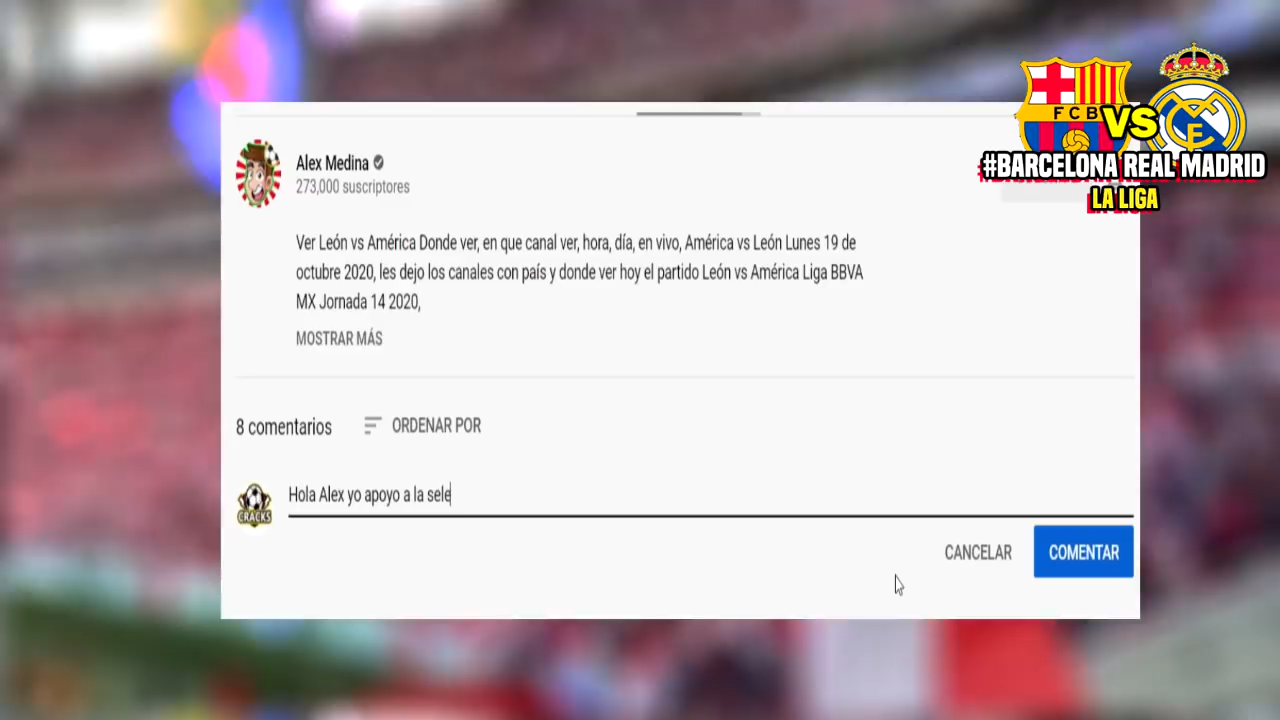 FCB
VS
#BARCELONA REAL MADRID
LA LIGA
Alex Medina
273,000 suscriptores
Ver León vs América Donde ver, en que canal ver, hora, día, en vivo, América vs León Lunes 19 de
octubre 2020, les dejo los canales con país y donde ver hoy el partido León vs América Liga BBVA
MX Jornada 14 2020,
MOSTRAR MÁS
8 comentarios
ORDENAR POR
CRACKS
Hola Alex yo apoyo a la sele
CANCELAR
COMENTAR